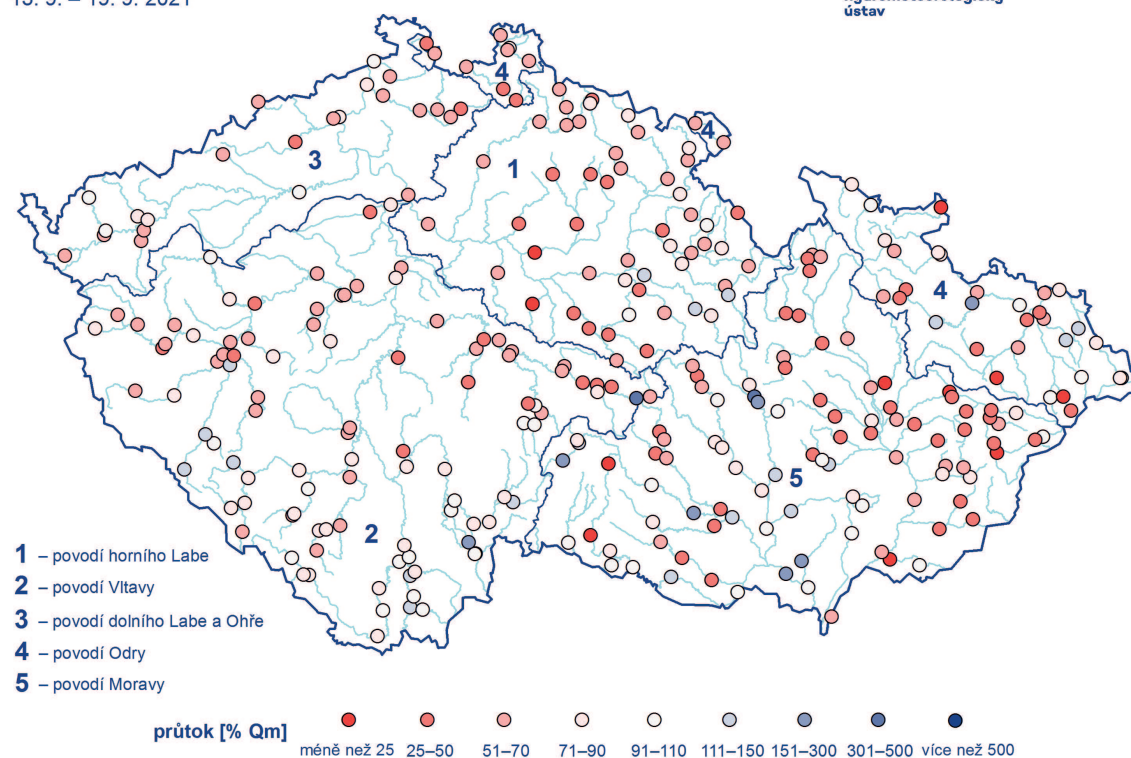 ústav
4
4
3
1
4
5
2
1 – povodí horního Labe
2 – povodí Vltavy
3 – povodí dolního Labe a Ohře
4 – povodí Odry
5 – povodí Moravy
průtok [% Qm]
méně než 25 25–50 51–70 71–90 91–110 111–150 151–300 301–500 více než 500